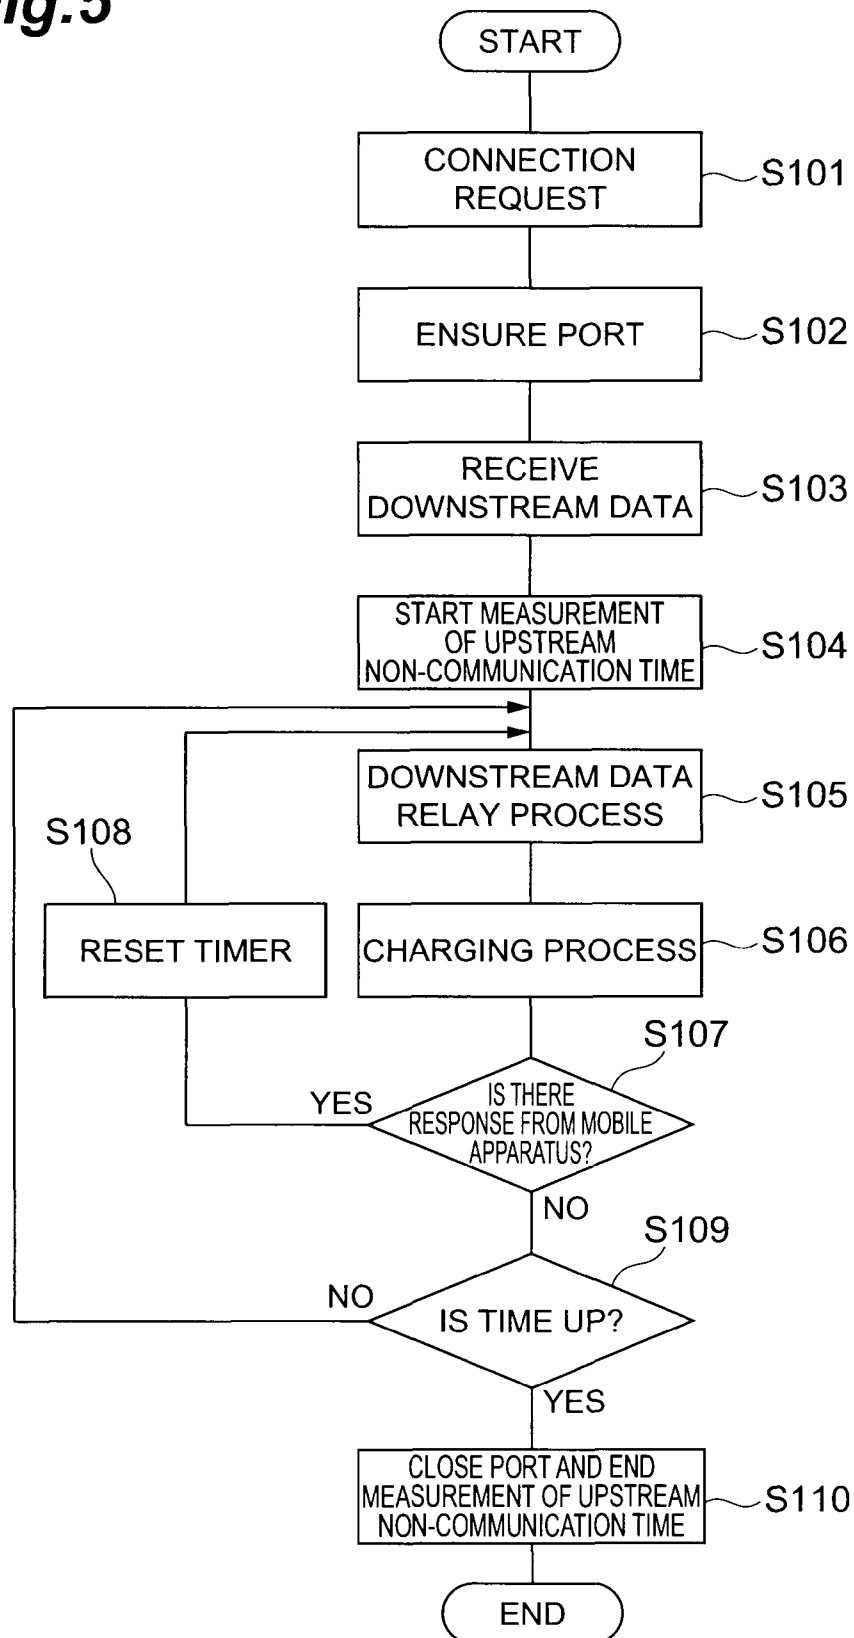 Fig.5
START
CONNECTION
REQUEST
S101
ENSURE PORT
S102
RECEIVE
DOWNSTREAM DATA
S103
START MEASUREMENT
OF UPSTREAM
NON-COMMUNICATION TIME
S104
DOWNSTREAM DATA
RELAY PROCESS
S105
S108
RESET TIMER
CHARGING PROCESS
S106
S107
YES
IS THERE
RESPONSE FROM MOBILE
APPARATUS?
NO
S109
NO
IS TIME UP?
YES
CLOSE PORT AND END
MEASUREMENT OF UPSTREAM
NON-COMMUNICATION TIME
S110
END